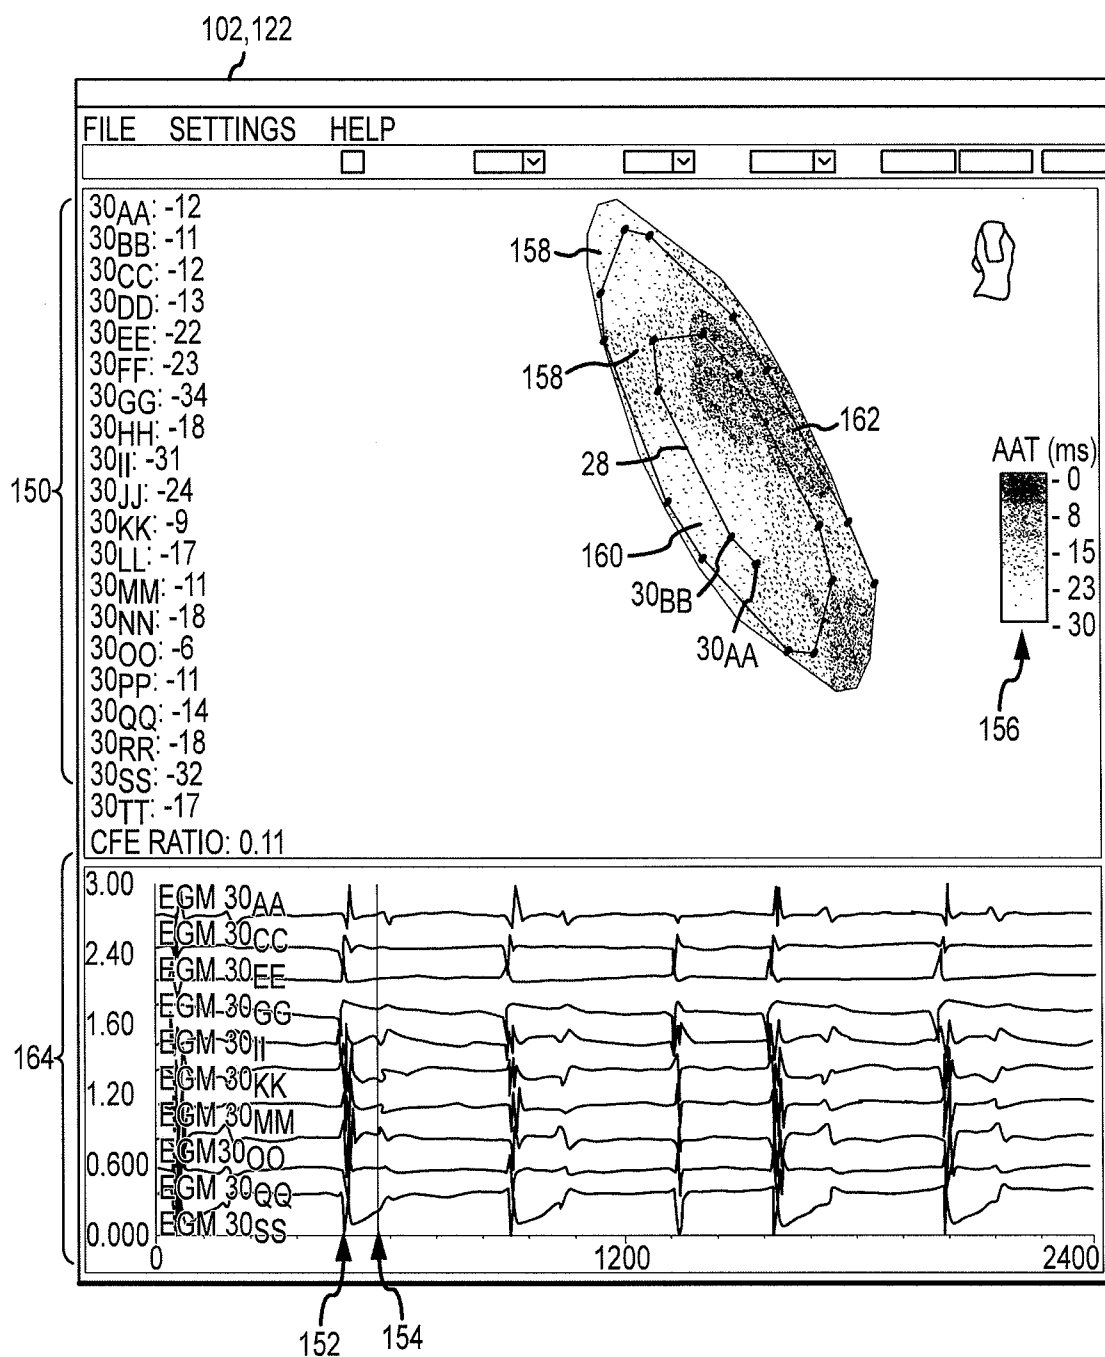 102,122
FILE SETTINGS HELP
30AA: -12
30BB: -11
30CC: -12
30DD: -13
30EE: -22
30FF: -23
30GG: -34
30HH: -18
30II: -31
30JJ: -24
30KK: -9
30LL: -17
30MM: -11
30NN: -18
30OO: -6
30PP: -11
30QQ: -14
30RR: -18
30SS: -32
30TT: -17
CFE RATIO: 0.11
150
158
158
28
160
30BB
30AA
162
AAT (ms)
- 0
- 8
- 15
- 23
- 30
156
164
3.00
2.40
1.60
1.20
0.600
0.000
EGM 30AA
EGM 30CC
EGM 30EE
EGM 30GG
EGM 30II
EGM 30KK
EGM 30MM
EGM30OO
EGM 30QQ
EGM 30SS
0 1200 2400
152 154